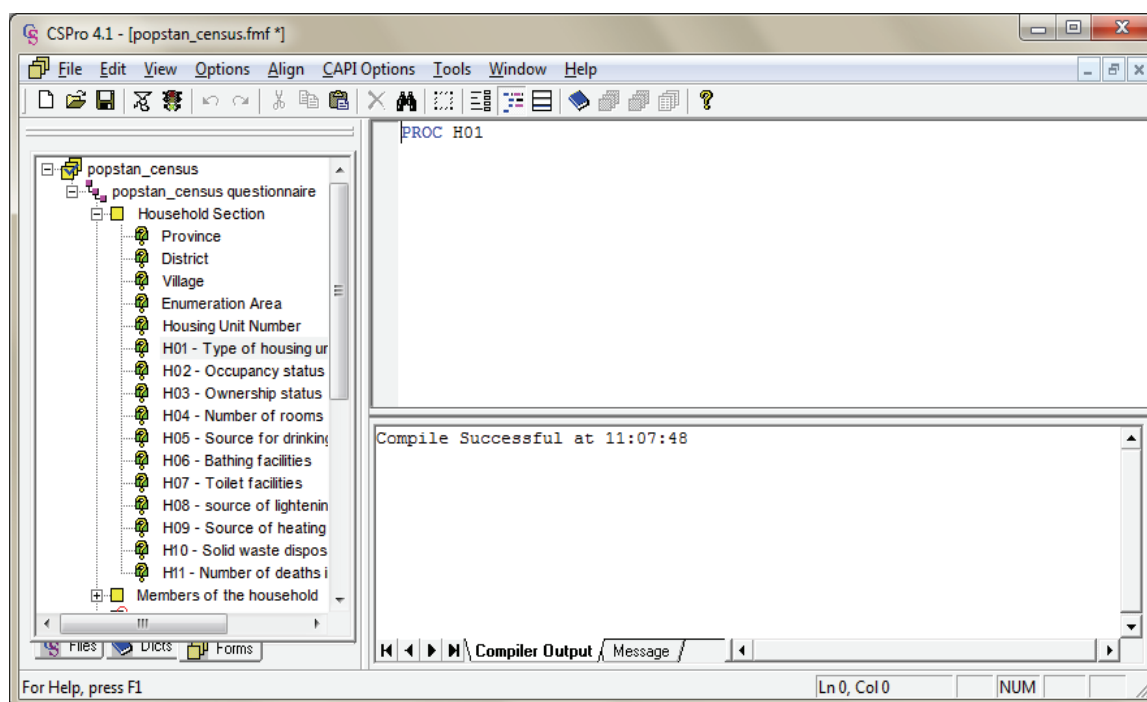 CSPro 4.1 - [popstan_census.fmf *]
File Edit View Options Align CAPI Options Tools Window Help
PROC H01
popstan_census
popstan_census questionnaire
Household Section
Province
District
Village
Enumeration Area
Housing Unit Number
H01 - Type of housing ur
H02 - Occupancy status
H03 - Ownership status
H04 - Number of rooms
H05 - Source for drinking
H06 - Bathing facilities
H07 - Toilet facilities
H08 - source of lightenin
H09 - Source of heating
H10 - Solid waste dispos
H11 - Number of deaths i
Members of the household
Files Dicts Forms
Compile Successful at 11:07:48
Compiler Output Message
For Help, press F1 Ln 0, Col 0 NUM